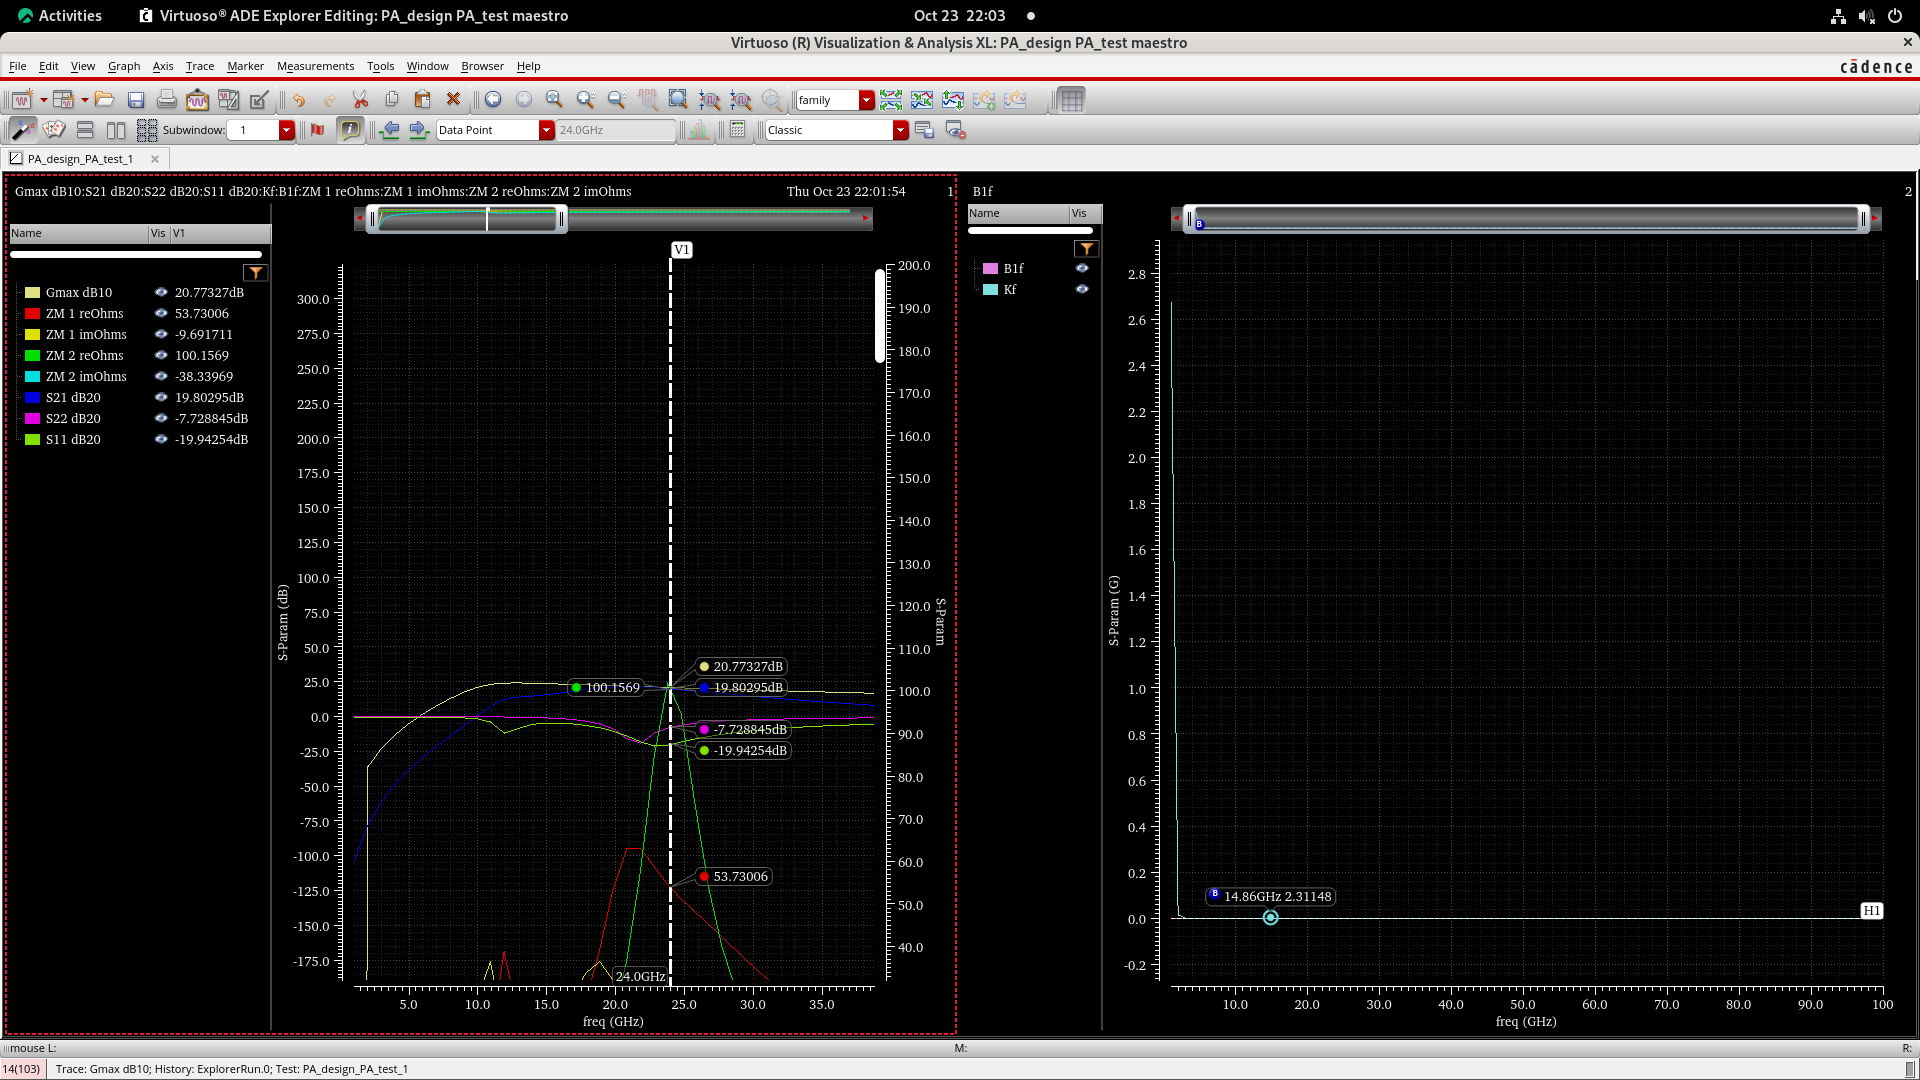 Activities
Virtuoso® ADE Explorer Editing: PA_design PA_test maestro
Oct 23 22:03
Virtuoso (R) Visualization & Analysis XL: PA_design PA_test maestro
File Edit View Graph Axis Trace Marker Measurements Tools Window Browser Help
cādence
family
Subwindow: 1
Data Point
24.0GHz
Classic
PA_design_PA_test_1
Gmax dB10:S21 dB20:S22 dB20:S11 dB20:Kf:B1f:ZM 1 reOhms:ZM 1 imOhms:ZM 2 reOhms:ZM 2 imOhms
Thu Oct 23 22:01:54
1
Name Vis V1
Gmax dB10 20.77327dB
ZM 1 reOhms 53.73006
ZM 1 imOhms -9.691711
ZM 2 reOhms 100.1569
ZM 2 imOhms -38.33969
S21 dB20 19.80295dB
S22 dB20 -7.728845dB
S11 dB20 -19.94254dB
V1
S-Param (dB)
300.0
275.0
250.0
225.0
200.0
175.0
150.0
125.0
100.0
75.0
50.0
25.0
0.0
-25.0
-50.0
-75.0
-100.0
-125.0
-150.0
-175.0
200.0
190.0
180.0
170.0
160.0
150.0
140.0
130.0
120.0
110.0
100.0
90.0
80.0
70.0
60.0
50.0
40.0
S-Param
20.77327dB
100.1569
19.80295dB
-7.728845dB
-19.94254dB
53.73006
24.0GHz
5.0 10.0 15.0 20.0 25.0 30.0 35.0
freq (GHz)
B1f
2
Name Vis
B1f
Kf
B
S-Param (G)
2.8
2.6
2.4
2.2
2.0
1.8
1.6
1.4
1.2
1.0
0.8
0.6
0.4
0.2
0.0
-0.2
B 14.86GHz 2.31148
H1
10.0 20.0 30.0 40.0 50.0 60.0 70.0 80.0 90.0 100
freq (GHz)
mouse L: M: R:
14(103) Trace: Gmax dB10; History: ExplorerRun.0; Test: PA_design_PA_test_1